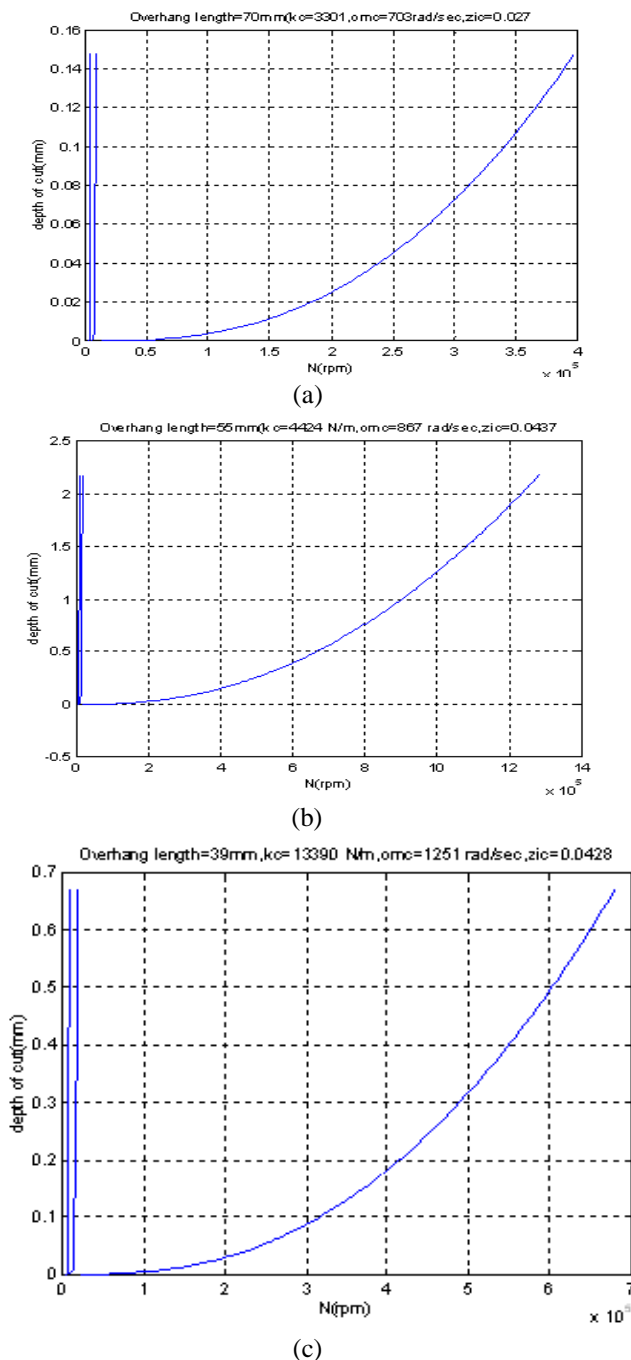 Overhang length=70mm(kc=3301,omc=703rad/sec,zic=0.027
0.16
0.14
0.12
0.1
0.08
0.06
0.04
0.02
0
depth of cut(mm)
0 0.5 1 1.5 2 2.5 3 3.5 4
N(rpm)
× 10^5
(a)
Overhang length=55mm(kc=4424 N/m,omc=867 rad/sec,zic=0.0437
2.5
2
1.5
1
0.5
0
-0.5
depth of cut(mm)
0 2 4 6 8 10 12 14
N(rpm)
× 10^5
(b)
Overhang length=39mm,kc=13390 N/m,omc=1251 rad/sec,zic=0.0428
0.7
0.6
0.5
0.4
0.3
0.2
0.1
0
depth of cut(mm)
0 1 2 3 4 5 6 7
N(rpm)
× 10^5
(c)